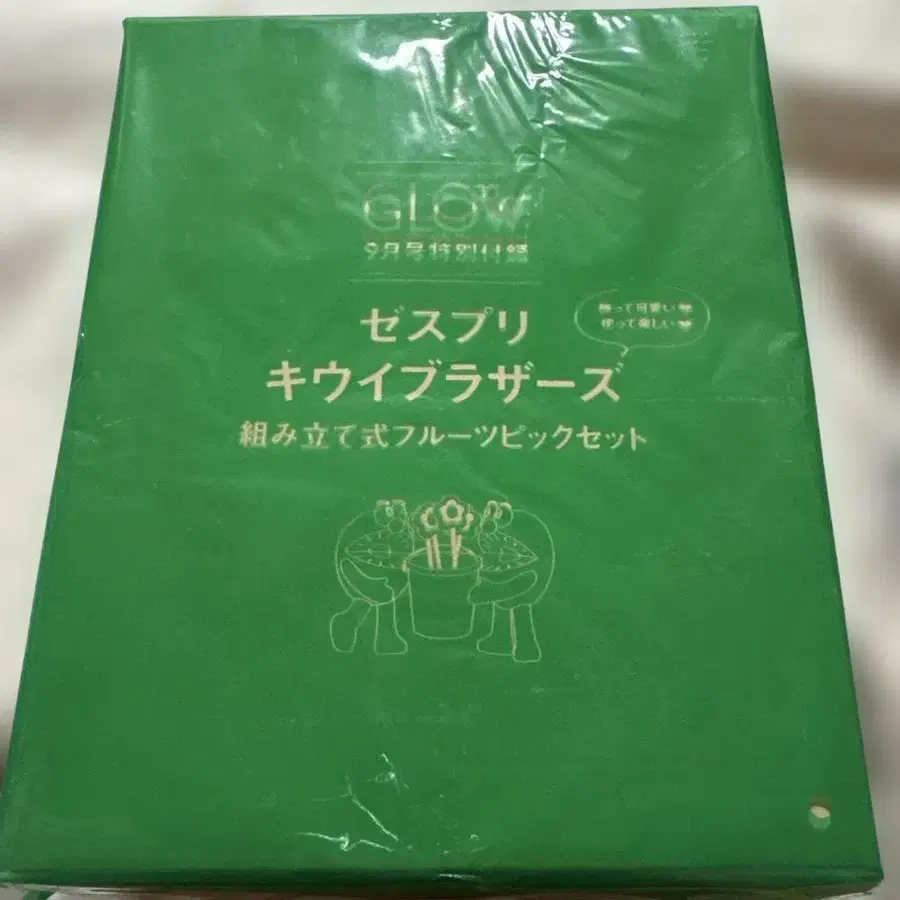 GLOW
9月号特別付録
ゼスプリ
飾って可愛い♥
使って楽しい♥
キウイブラザーズ
組み立て式フルーツピックセット